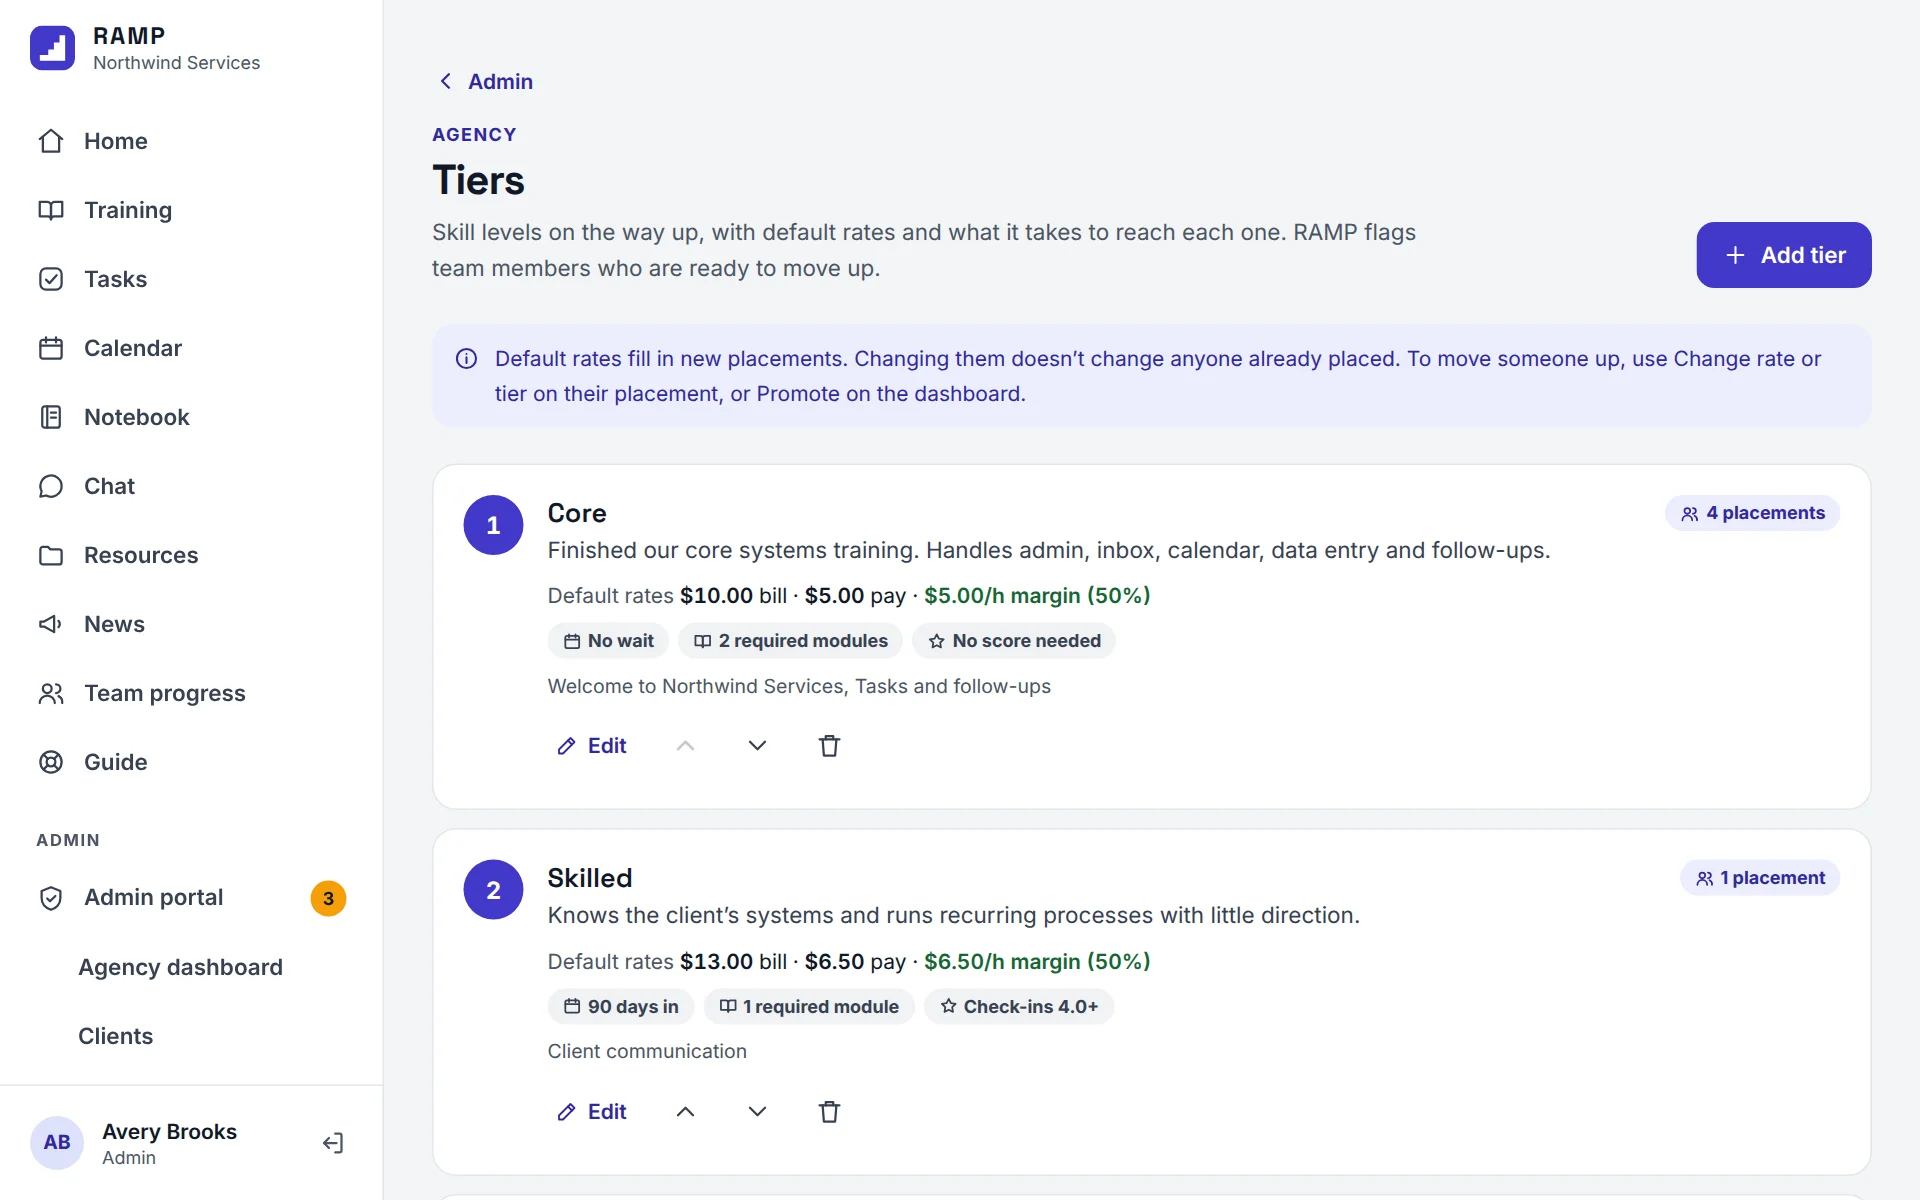 RAMP
Northwind Services
Home
Training
Tasks
Calendar
Notebook
Chat
Resources
News
Team progress
Guide
ADMIN
Admin portal
3
Agency dashboard
Clients
AB
Avery Brooks
Admin
Admin
AGENCY
Tiers
Skill levels on the way up, with default rates and what it takes to reach each one. RAMP flags
team members who are ready to move up.
Add tier
Default rates fill in new placements. Changing them doesn’t change anyone already placed. To move someone up, use Change rate or
tier on their placement, or Promote on the dashboard.
1
Core
4 placements
Finished our core systems training. Handles admin, inbox, calendar, data entry and follow-ups.
Default rates $10.00 bill · $5.00 pay · $5.00/h margin (50%)
No wait
2 required modules
No score needed
Welcome to Northwind Services, Tasks and follow-ups
Edit
2
Skilled
1 placement
Knows the client’s systems and runs recurring processes with little direction.
Default rates $13.00 bill · $6.50 pay · $6.50/h margin (50%)
90 days in
1 required module
Check-ins 4.0+
Client communication
Edit